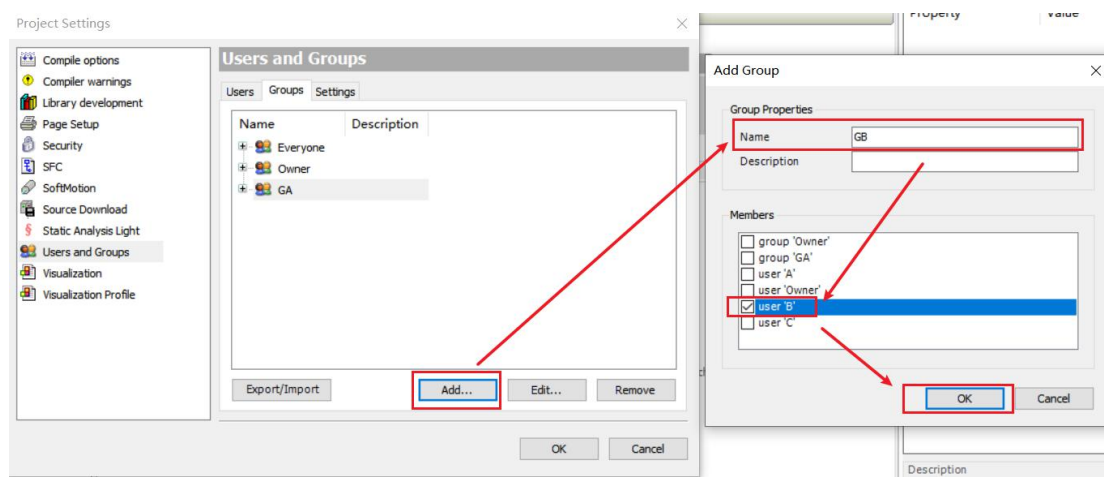 Project Settings
Compile options
Compiler warnings
Library development
Page Setup
Security
SFC
SoftMotion
Source Download
Static Analysis Light
Users and Groups
Visualization
Visualization Profile
Users and Groups
Users Groups Settings
Name Description
Everyone
Owner
GA
Export/Import Add... Edit... Remove
OK Cancel
Property Value
Add Group
Group Properties
Name GB
Description
Members
group 'Owner'
group 'GA'
user 'A'
user 'Owner'
user 'B'
user 'C'
OK Cancel
Description